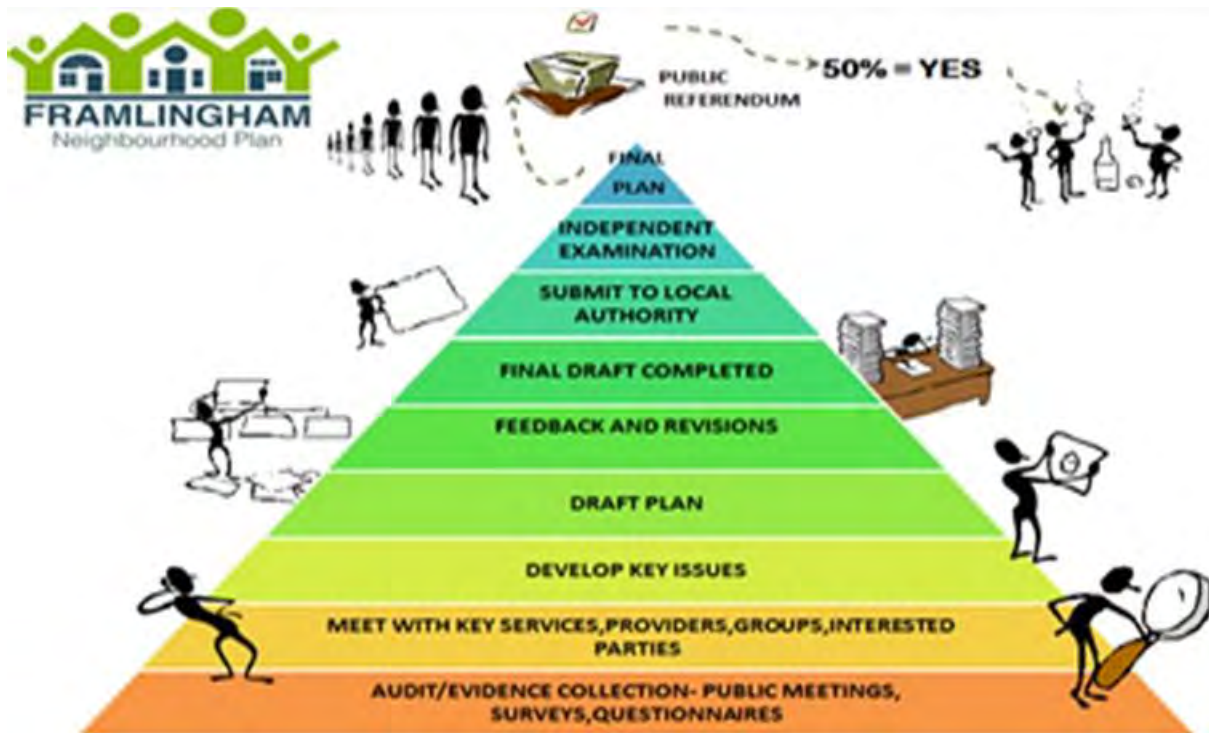 FRAMLINGHAM
Neighbourhood Plan
PUBLIC
REFERENDUM
50% = YES
FINAL
PLAN
INDEPENDENT
EXAMINATION
SUBMIT TO LOCAL
AUTHORITY
FINAL DRAFT COMPLETED
FEEDBACK AND REVISIONS
DRAFT PLAN
DEVELOP KEY ISSUES
MEET WITH KEY SERVICES,PROVIDERS,GROUPS,INTERESTED
PARTIES
AUDIT/EVIDENCE COLLECTION- PUBLIC MEETINGS,
SURVEYS,QUESTIONNAIRES